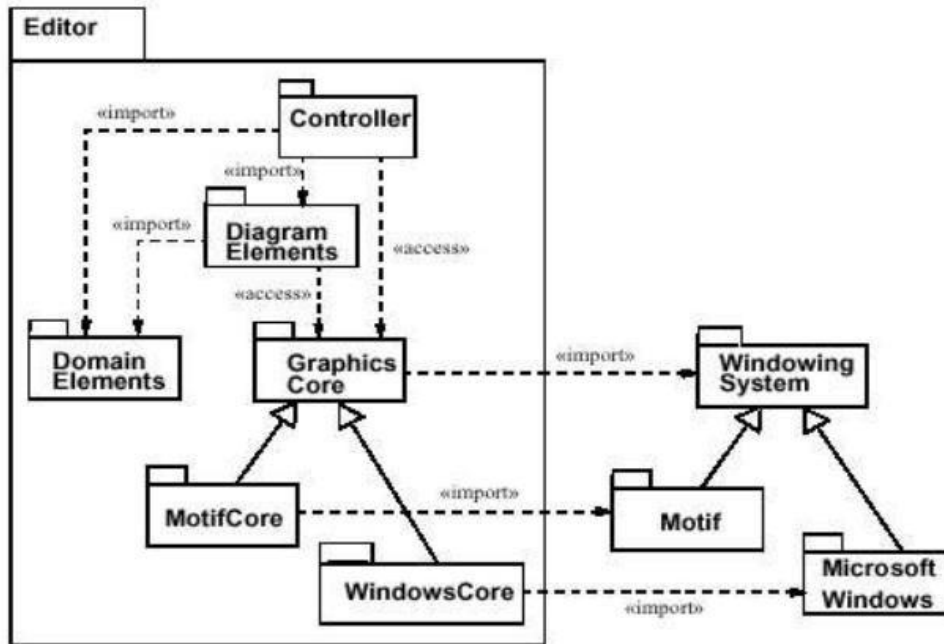 Editor
«import»
Controller
«import»
«import»
Diagram
Elements
«access»
«access»
Domain
Elements
Graphics
Core
«import»
Windowing
System
MotifCore
«import»
Motif
WindowsCore
«import»
Microsoft
Windows